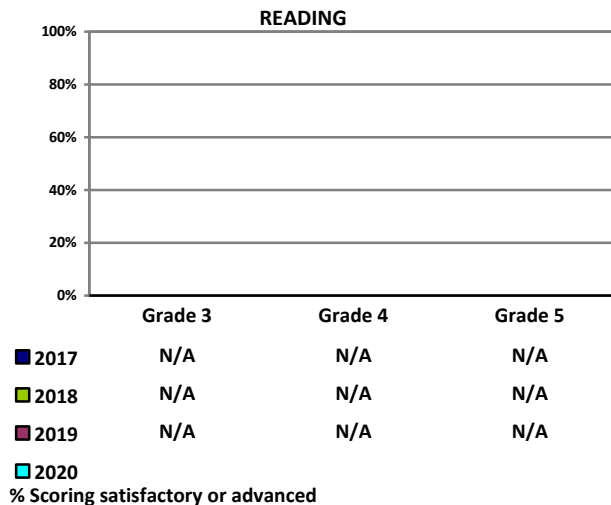 READING
100%
80%
60%
40%
20%
0%
Grade 3 Grade 4 Grade 5
2017 N/A N/A N/A
2018 N/A N/A N/A
2019 N/A N/A N/A
2020
% Scoring satisfactory or advanced